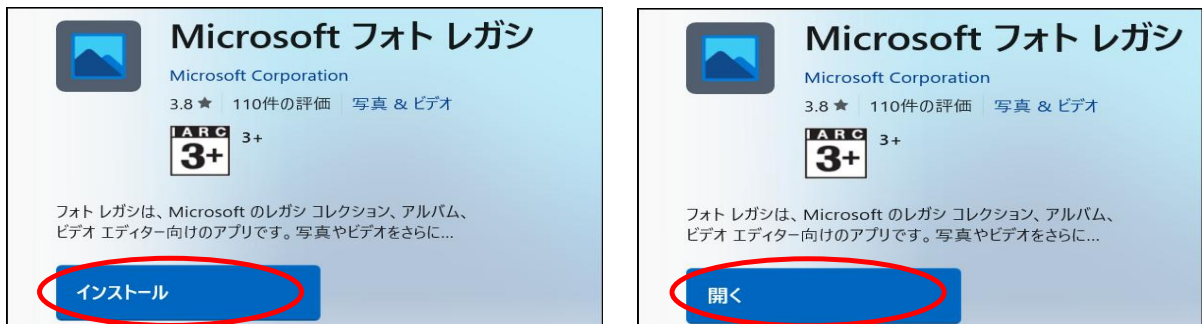 Microsoft フォト レガシ
Microsoft Corporation
3.8 ★ 110件の評価 写真 & ビデオ
IARC
3+
3+
フォト レガシは、Microsoft のレガシ コレクション、アルバム、
ビデオ エディター向けのアプリです。写真やビデオをさらに...
インストール
Microsoft フォト レガシ
Microsoft Corporation
3.8 ★ 110件の評価 写真 & ビデオ
IARC
3+
3+
フォト レガシは、Microsoft のレガシ コレクション、アルバム、
ビデオ エディター向けのアプリです。写真やビデオをさらに...
開く